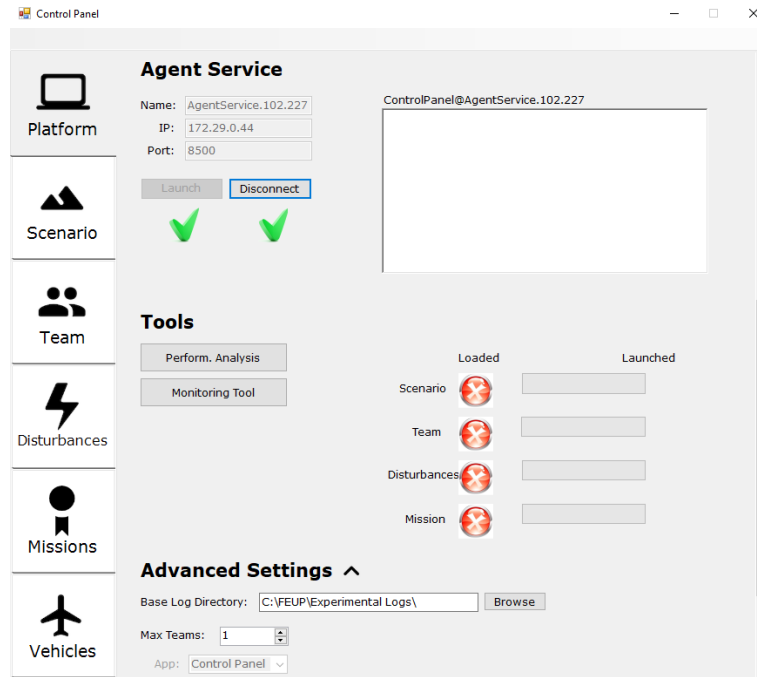 Control Panel
Platform
Scenario
Team
Disturbances
Missions
Vehicles
Agent Service
Name: AgentService.102.227
IP: 172.29.0.44
Port: 8500
Launch Disconnect
ControlPanel@AgentService.102.227
Tools
Perform. Analysis
Monitoring Tool
Loaded Launched
Scenario
Team
Disturbances
Mission
Advanced Settings
Base Log Directory: C:\FEUP\Experimental Logs\ Browse
Max Teams: 1
App: Control Panel